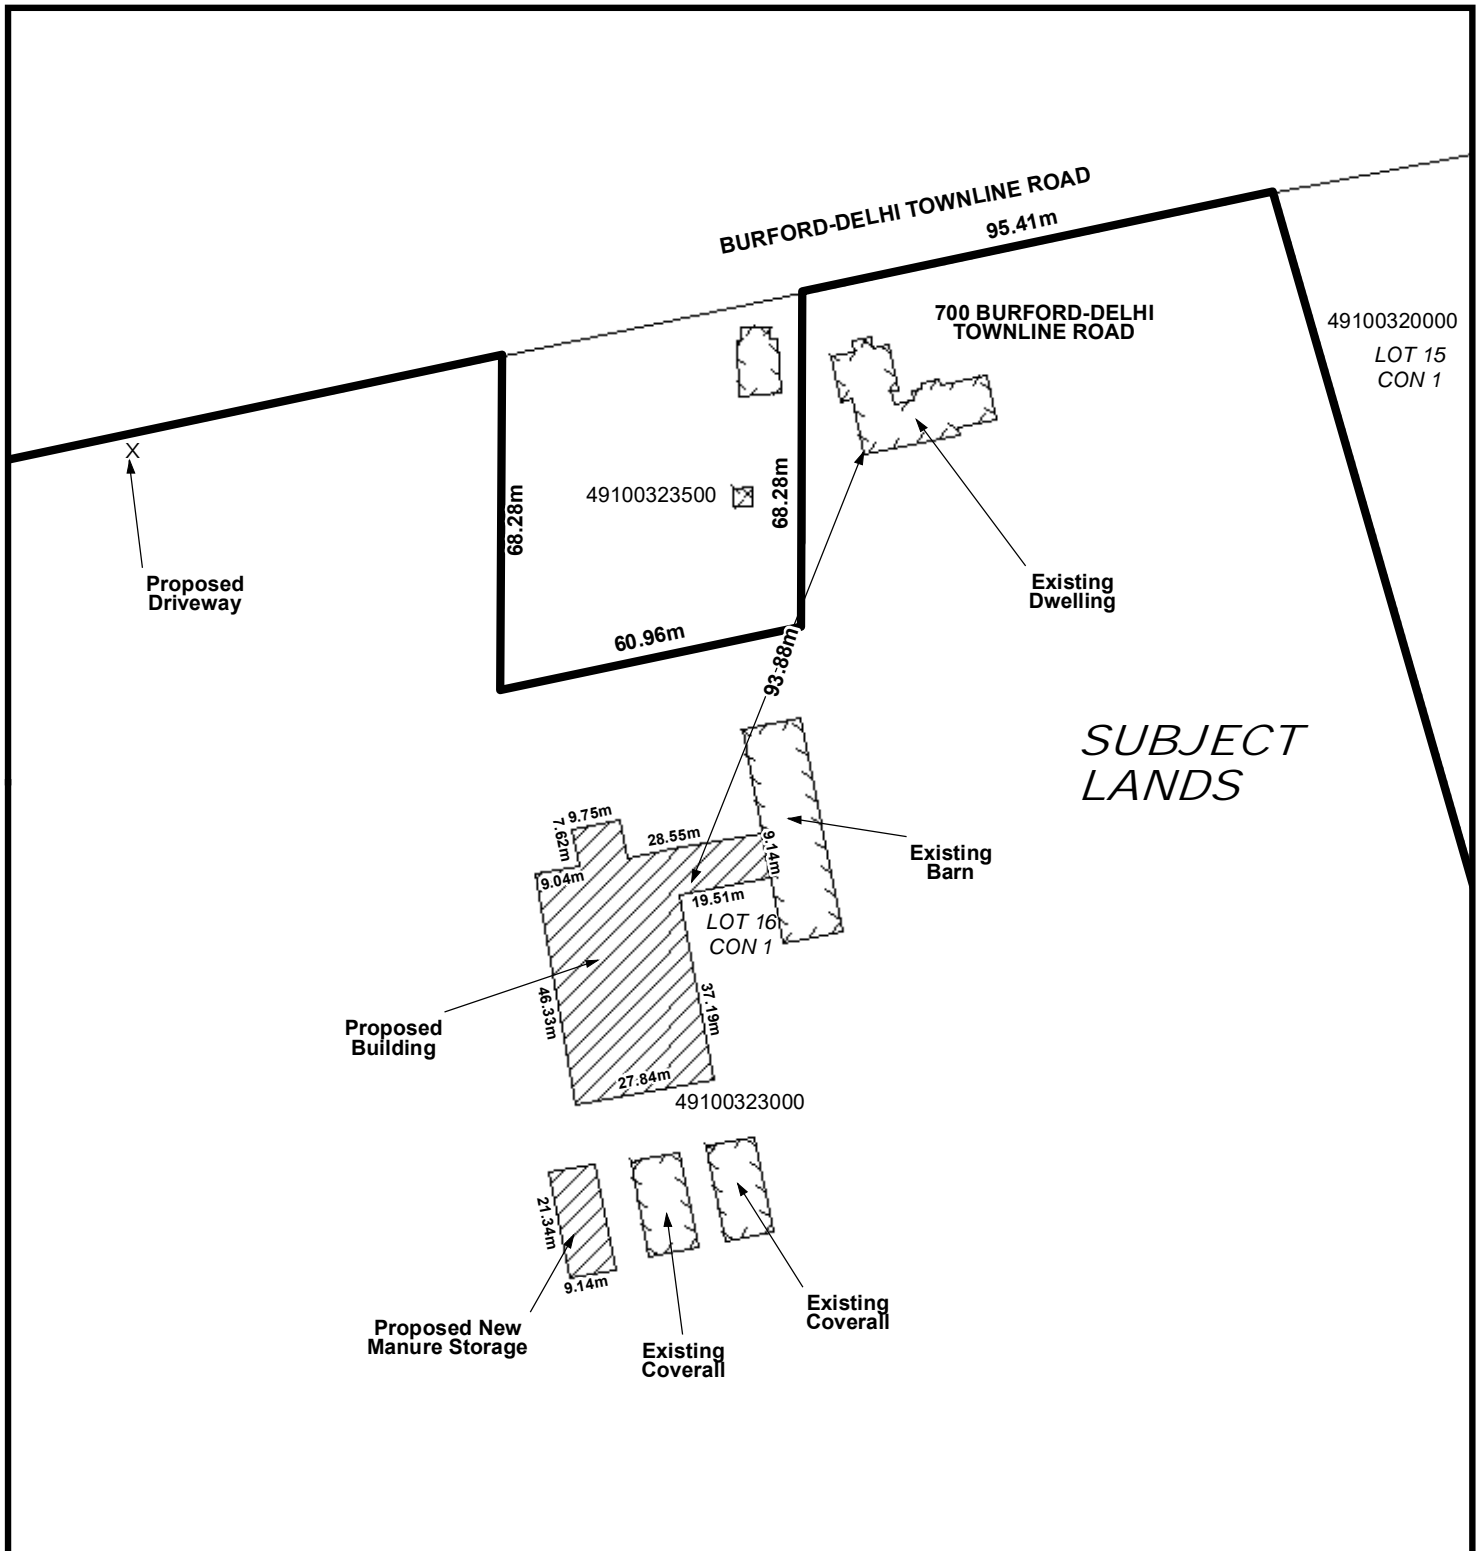 BURFORD-DELHI TOWNLINE ROAD
95.41m
700 BURFORD-DELHI
TOWNLINE ROAD
49100320000
LOT 15
CON 1
X
49100323500
68.28m
68.28m
Proposed
Driveway
Existing
Dwelling
60.96m
93.88m
SUBJECT
LANDS
9.75m
7.62m
28.55m
9.14m
Existing
Barn
9.04m
19.51m
LOT 16
CON 1
46.33m
37.19m
Proposed
Building
27.84m
49100323000
21.34m
9.14m
Proposed New
Manure Storage
Existing
Coverall
Existing
Coverall